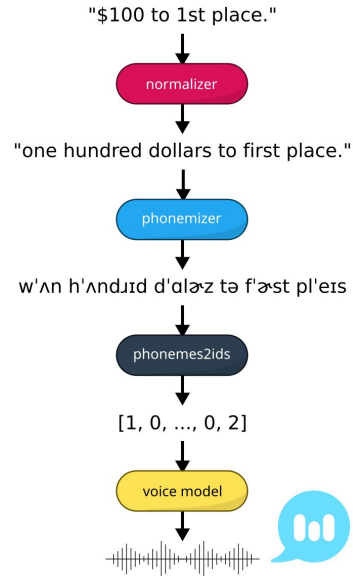 "$100 to 1st place."
normalizer
"one hundred dollars to first place."
phonemizer
wˈʌn hˈʌndɹɪd dˈɑlɚz tə fˈɚst plˈeɪs
phonemes2ids
[1, 0, ..., 0, 2]
voice model